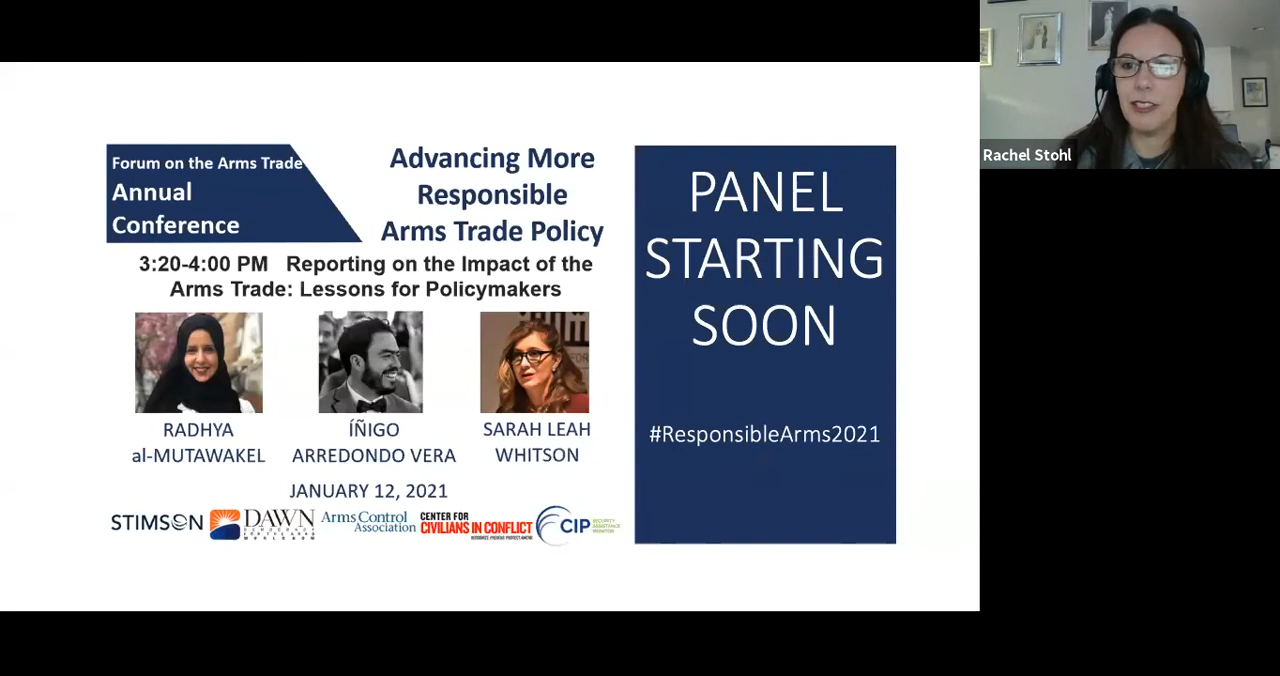 Forum on the Arms Trade
Annual
Conference
Advancing More
Responsible
Arms Trade Policy
3:20-4:00 PM Reporting on the Impact of the
Arms Trade: Lessons for Policymakers
RADHYA
al-MUTAWAKEL
ÍÑIGO
ARREDONDO VERA
SARAH LEAH
WHITSON
JANUARY 12, 2021
STIMSON
DAWN
Arms Control
Association
CENTER FOR
CIVILIANS IN CONFLICT
CIP
SECURITY
ASSISTANCE
MONITOR
PANEL
STARTING
SOON
#ResponsibleArms2021
Rachel Stohl